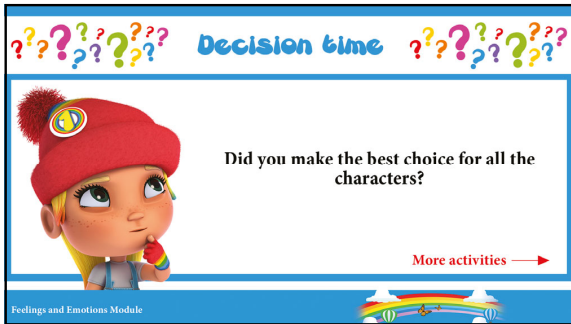 Decision time
Did you make the best choice for all the
characters?
More activities
Feelings and Emotions Module